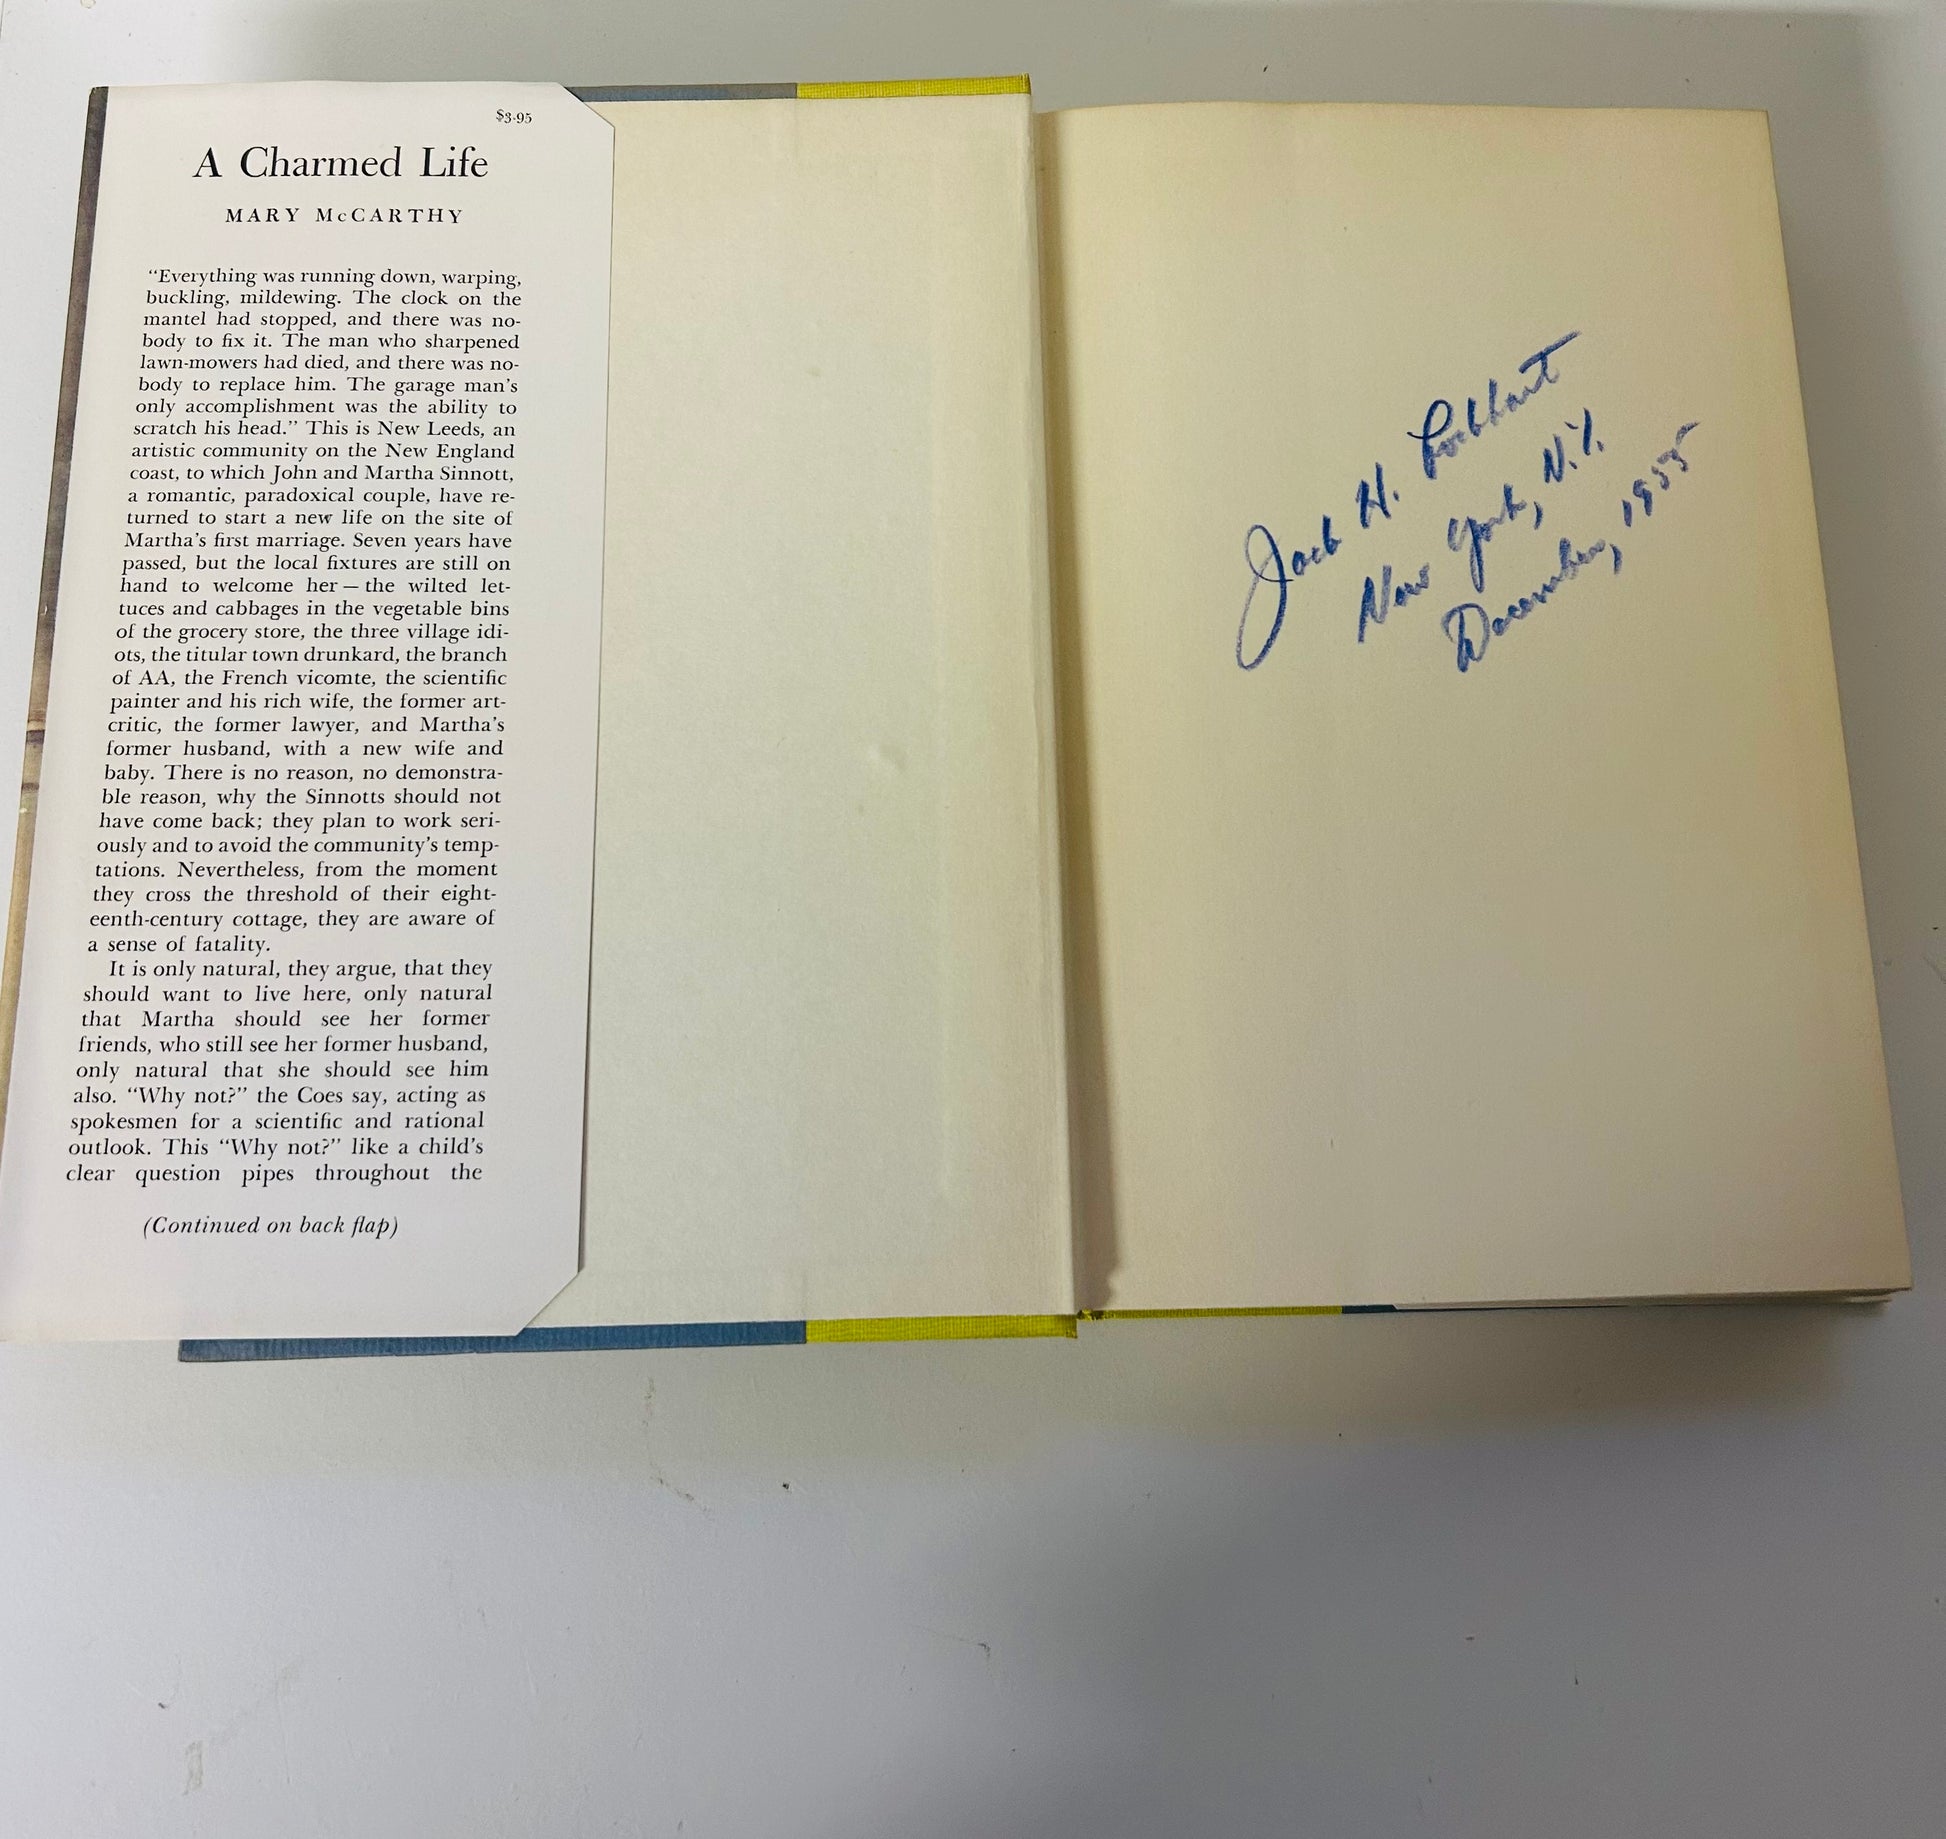 $3.95
A Charmed Life
MARY McCARTHY
“Everything was running down, warping,
buckling, mildewing. The clock on the
mantel had stopped, and there was no-
body to fix it. The man who sharpened
lawn-mowers had died, and there was no-
body to replace him. The garage man's
only accomplishment was the ability to
scratch his head.” This is New Leeds, an
artistic community on the New England
coast, to which John and Martha Sinnott,
a romantic, paradoxical couple, have re-
turned to start a new life on the site of
Martha's first marriage. Seven years have
passed, but the local fixtures are still on
hand to welcome her — the wilted let-
tuces and cabbages in the vegetable bins
of the grocery store, the three village idi-
ots, the titular town drunkard, the branch
of AA, the French vicomte, the scientific
painter and his rich wife, the former art-
critic, the former lawyer, and Martha's
former husband, with a new wife and
baby. There is no reason, no demonstra-
ble reason, why the Sinnotts should not
have come back; they plan to work seri-
ously and to avoid the community's temp-
tations. Nevertheless, from the moment
they cross the threshold of their eight-
eenth-century cottage, they are aware of
a sense of fatality.
It is only natural, they argue, that they
should want to live here, only natural
that Martha should see her former
friends, who still see her former husband,
only natural that she should see him
also. “Why not?” the Coes say, acting as
spokesmen for a scientific and rational
outlook. This “Why not?” like a child's
clear question pipes throughout the
(Continued on back flap)
Jack H. Lockhart
New York, N.Y.
December, 1955